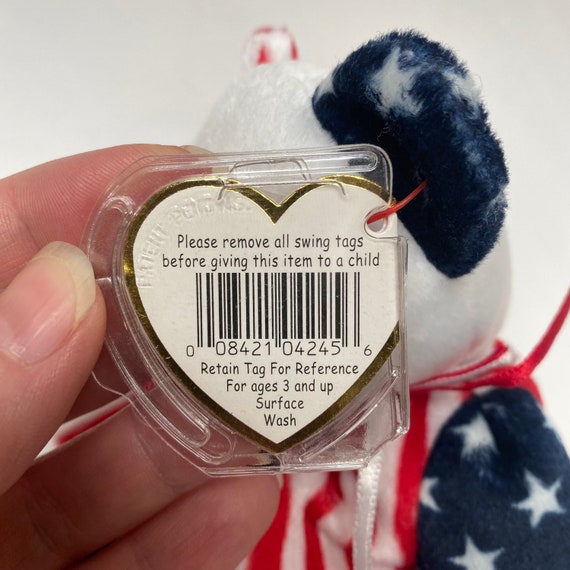 Please remove all swing tags
before giving this item to a child
0 08421 04245 6
Retain Tag For Reference
For ages 3 and up
Surface
Wash